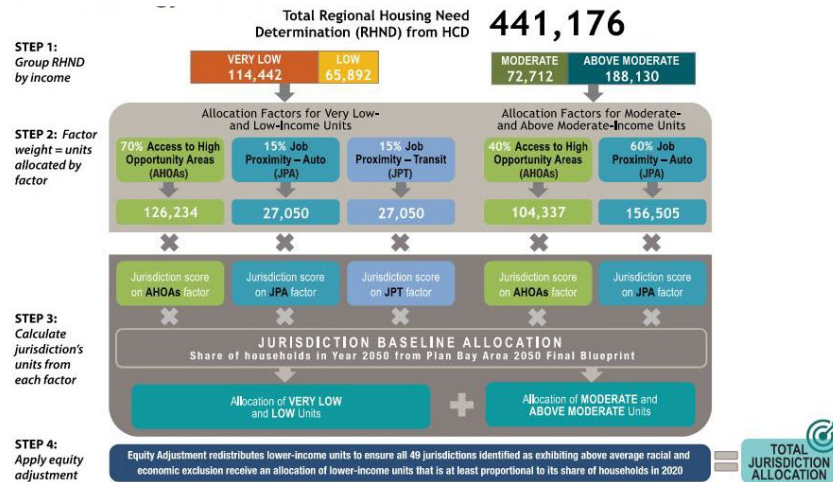 Total Regional Housing Need
Determination (RHND) from HCD
441,176
STEP 1:
Group RHND
by income
VERY LOW
114,442
LOW
65,892
MODERATE
72,712
ABOVE MODERATE
188,130
STEP 2: Factor
weight = units
allocated by
factor
Allocation Factors for Very Low-
and Low-Income Units
Allocation Factors for Moderate-
and Above Moderate-Income Units
70% Access to High
Opportunity Areas
(AHOAs)
15% Job
Proximity – Auto
(JPA)
15% Job
Proximity – Transit
(JPT)
40% Access to High
Opportunity Areas
(AHOAs)
60% Job
Proximity – Auto
(JPA)
126,234
27,050
27,050
104,337
156,505
STEP 3:
Calculate
jurisdiction's
units from
each factor
Jurisdiction score
on AHOAs factor
Jurisdiction score
on JPA factor
Jurisdiction score
on JPT factor
Jurisdiction score
on AHOAs factor
Jurisdiction score
on JPA factor
JURISDICTION BASELINE ALLOCATION
Share of households in Year 2050 from Plan Bay Area 2050 Final Blueprint
Allocation of VERY LOW
and LOW Units
Allocation of MODERATE and
ABOVE MODERATE Units
STEP 4:
Apply equity
adjustment
Equity Adjustment redistributes lower-income units to ensure all 49 jurisdictions identified as exhibiting above average racial and
economic exclusion receive an allocation of lower-income units that is at least proportional to its share of households in 2020
TOTAL
JURISDICTION
ALLOCATION